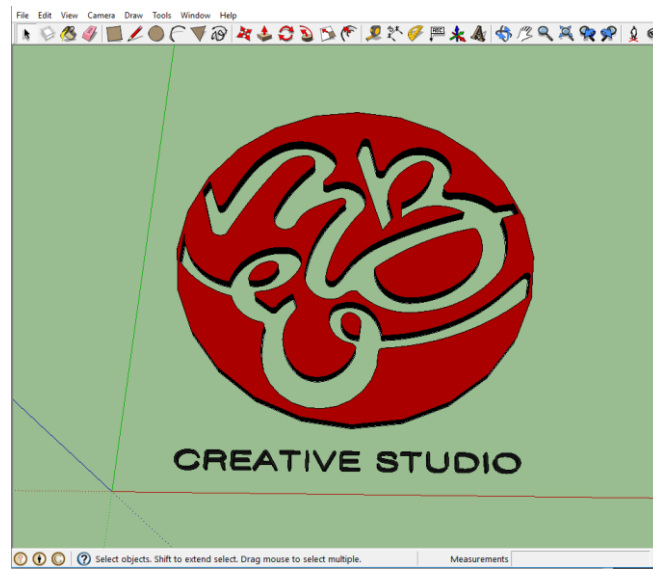 File Edit View Camera Draw Tools Window Help
CREATIVE STUDIO
Select objects. Shift to extend select. Drag mouse to select multiple.
Measurements